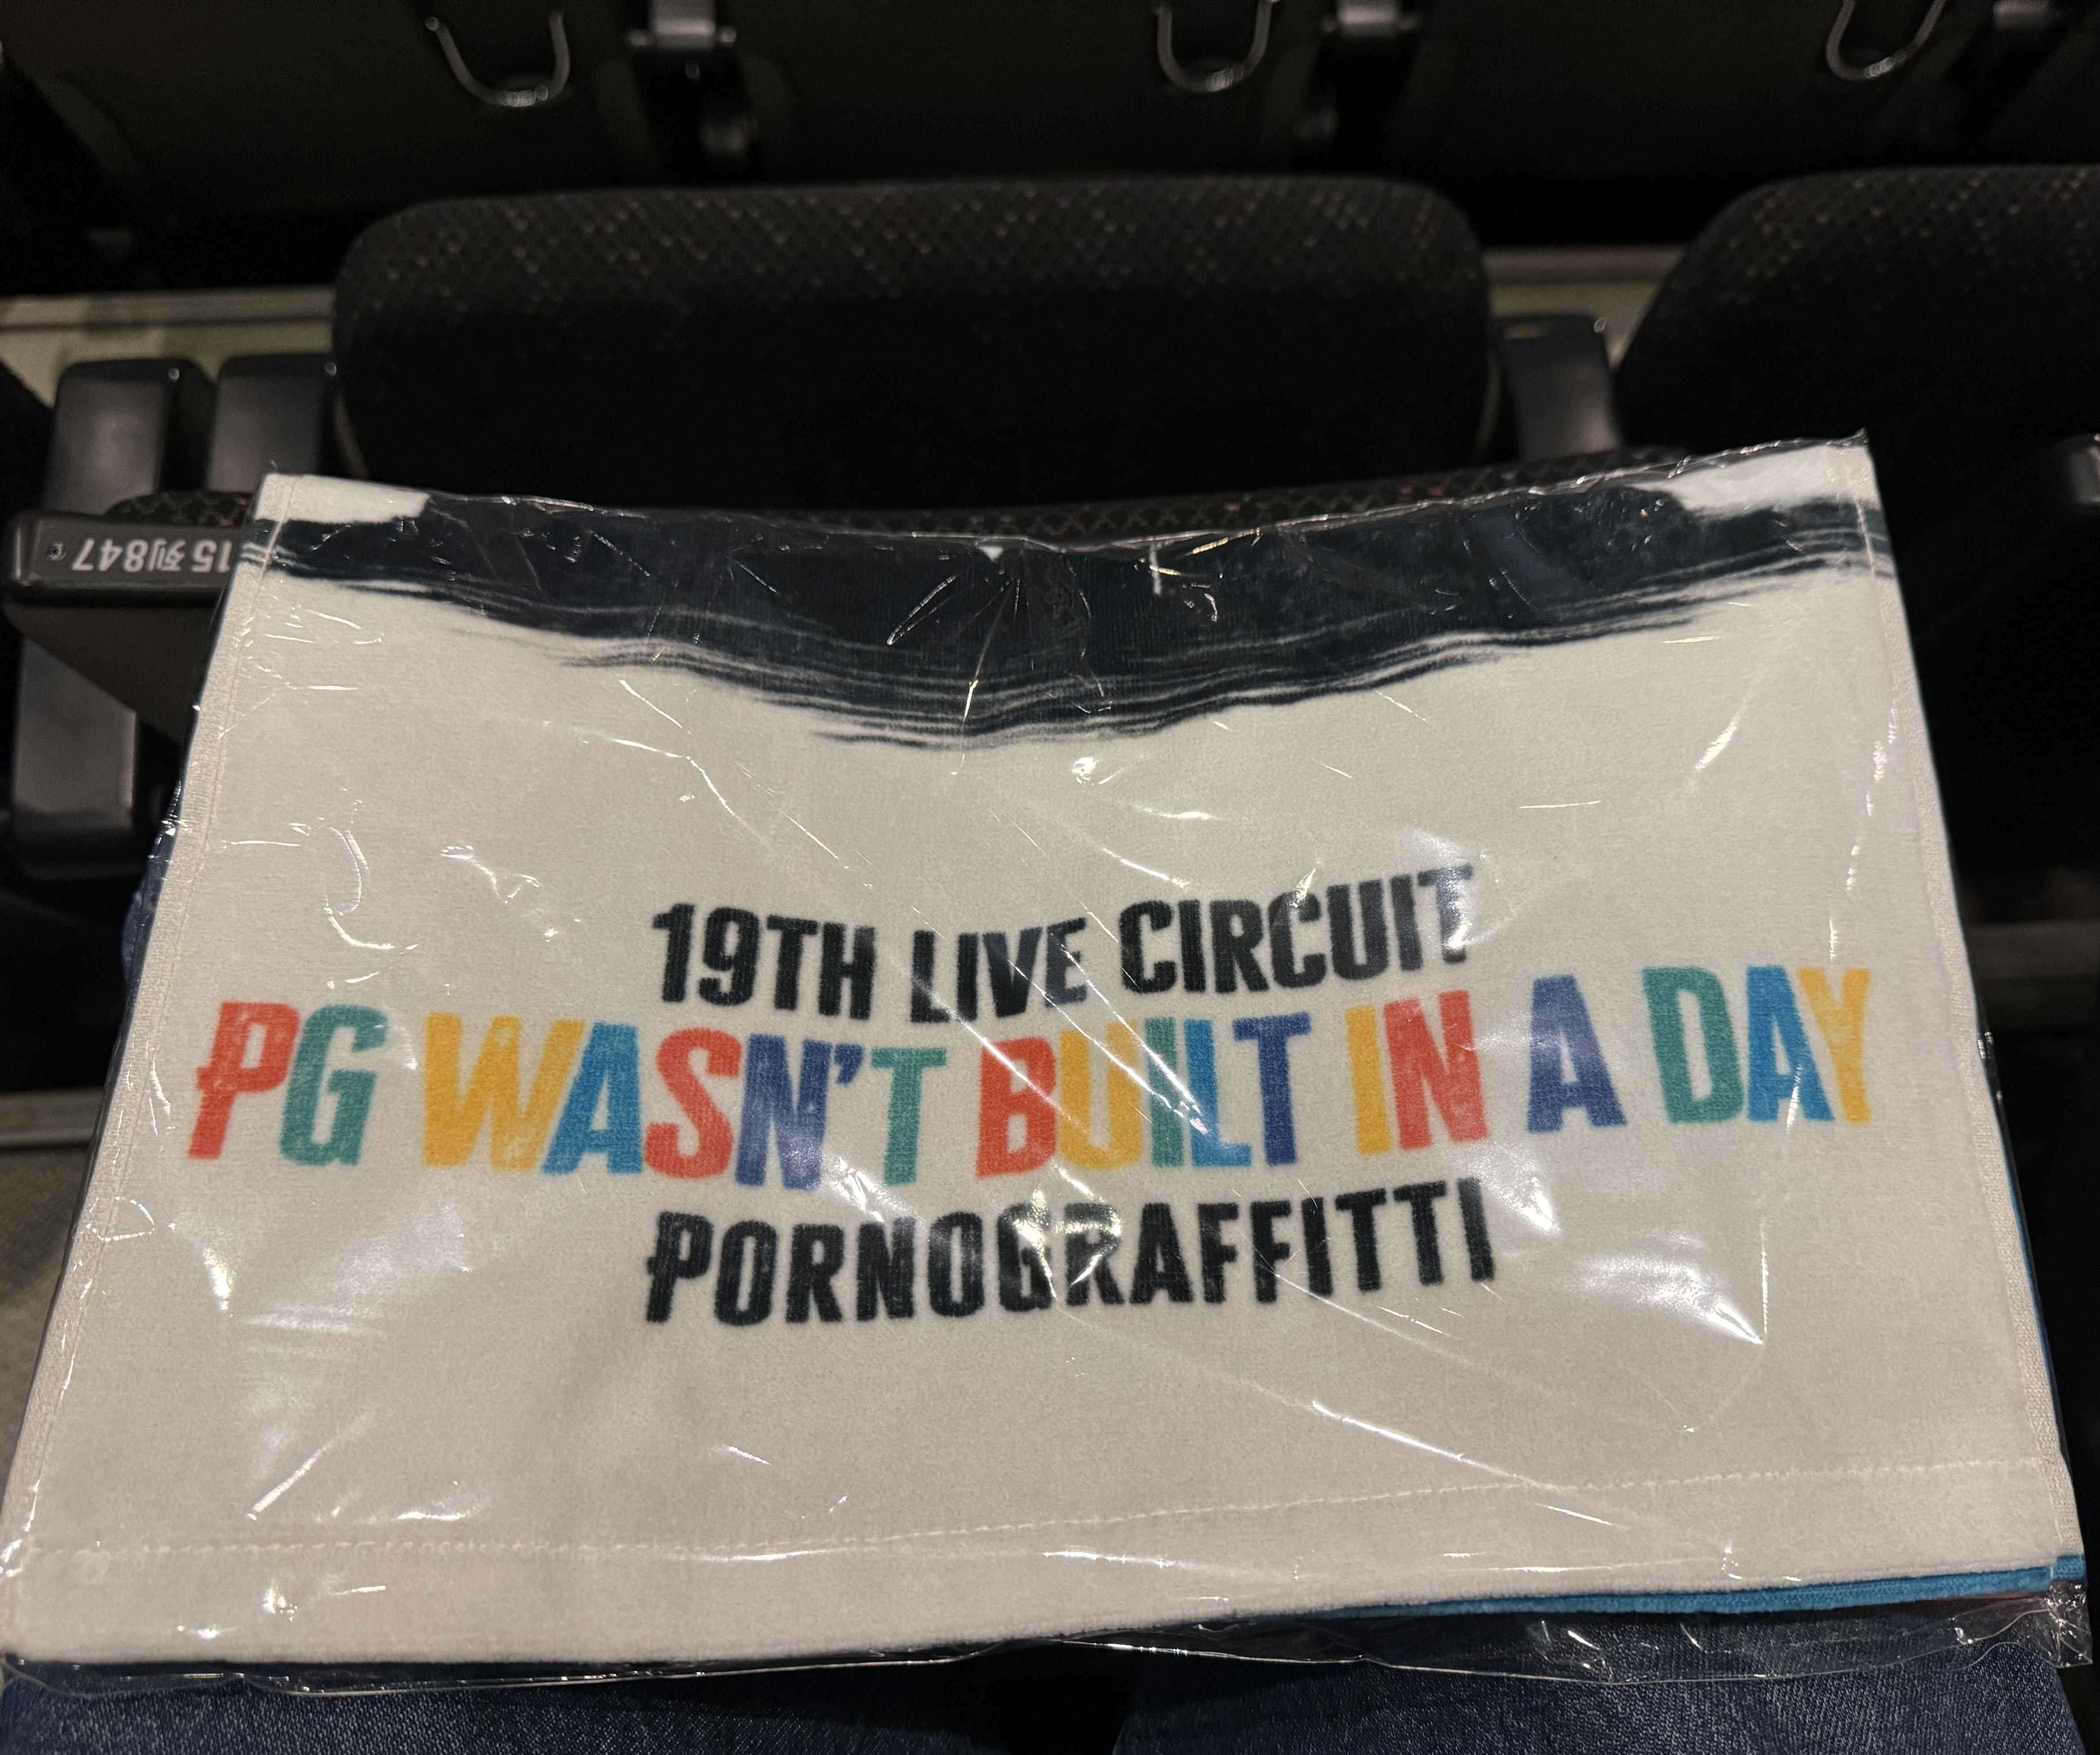 15列847
19TH LIVE CIRCUIT
PG WASN'T BUILT IN A DAY
PORNOGRAFFITTI